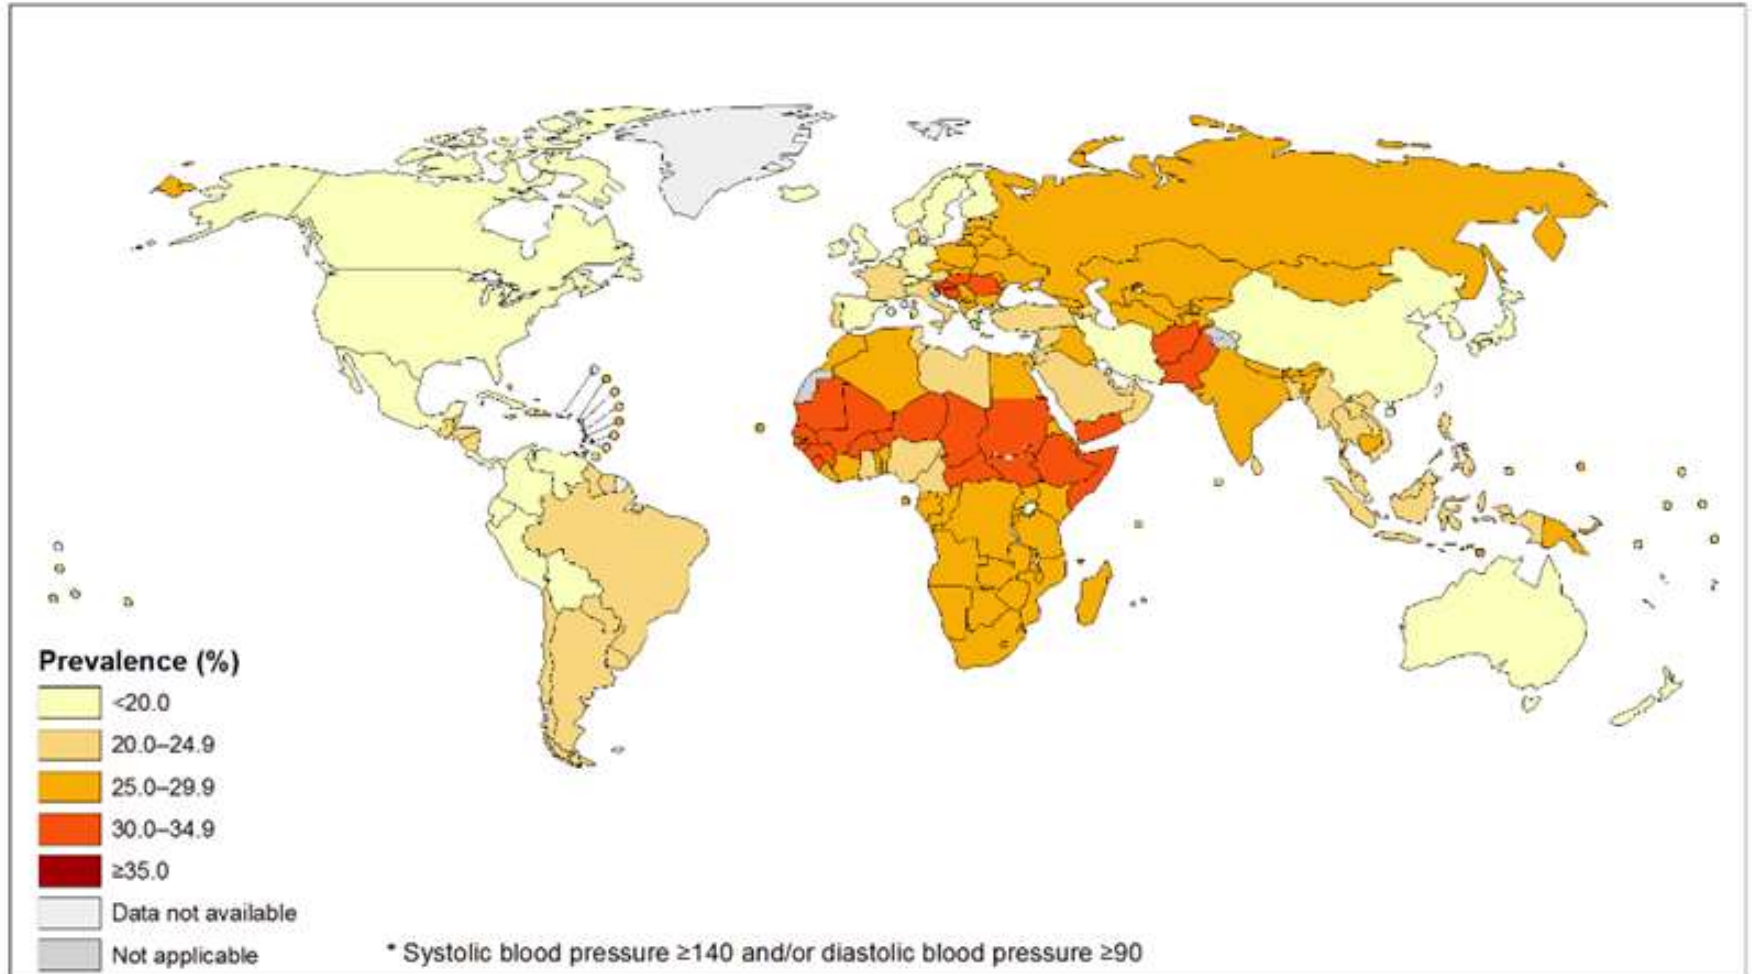 Prevalence (%)
<20.0
20.0–24.9
25.0–29.9
30.0–34.9
≥35.0
Data not available
Not applicable
* Systolic blood pressure ≥140 and/or diastolic blood pressure ≥90